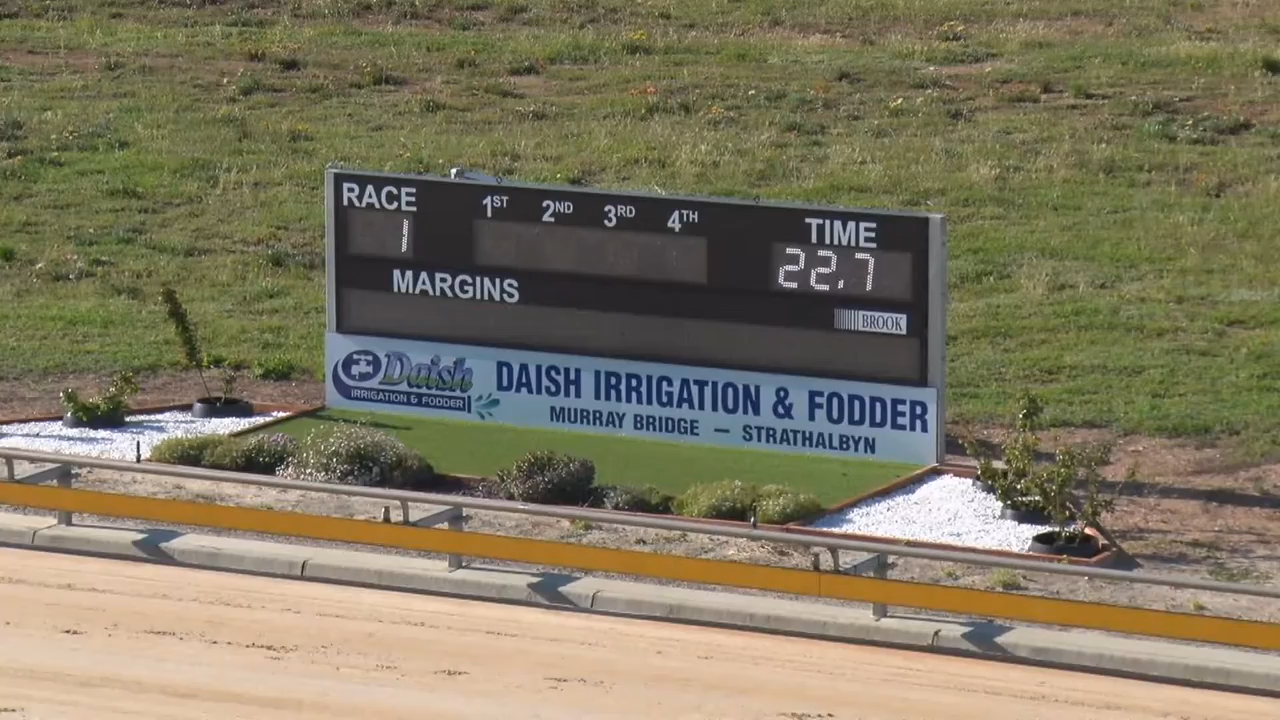 RACE 1ST 2ND 3RD 4TH TIME
1 22.7
MARGINS
BROOK
Daish
IRRIGATION & FODDER
DAISH IRRIGATION & FODDER
MURRAY BRIDGE — STRATHALBYN